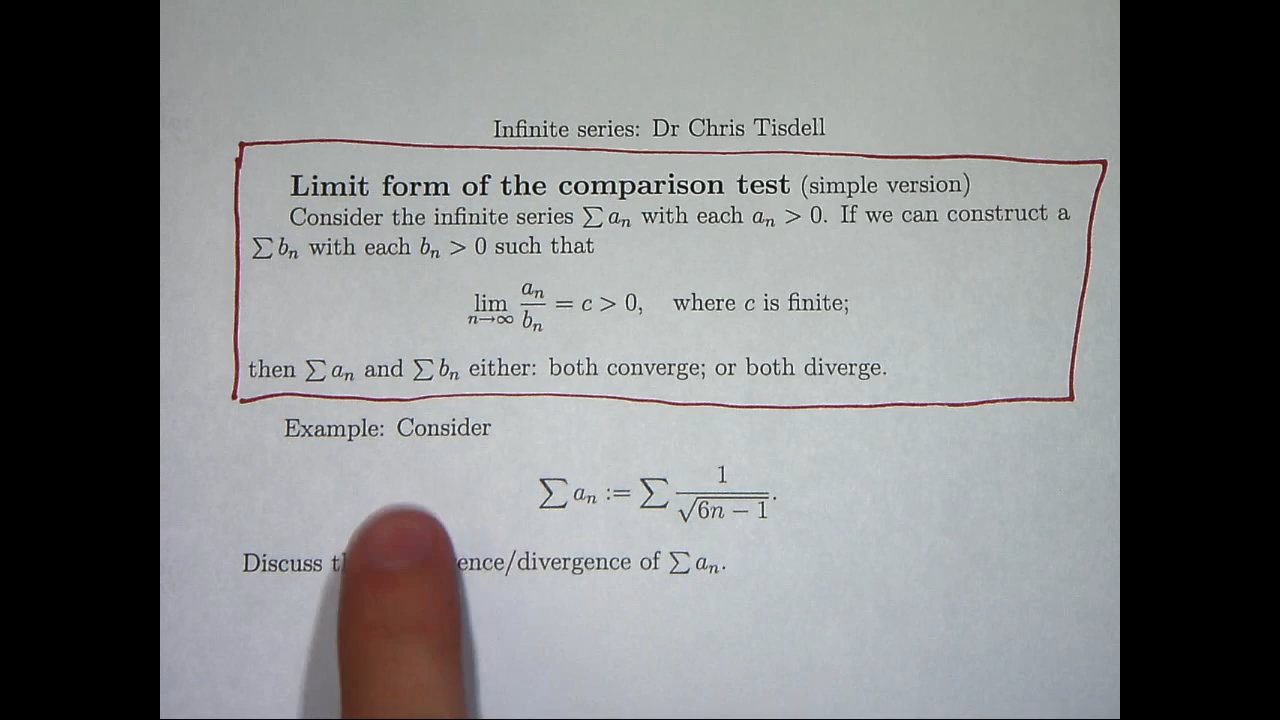 Infinite series: Dr Chris Tisdell
Limit form of the comparison test (simple version)
Consider the infinite series ∑ aₙ with each aₙ > 0. If we can construct a
∑ bₙ with each bₙ > 0 such that
lim n→∞ aₙ/bₙ = c > 0, where c is finite;
then ∑ aₙ and ∑ bₙ either: both converge; or both diverge.
Example: Consider
∑ aₙ := ∑ 1/√(6n − 1).
Discuss ence/divergence of ∑ aₙ.